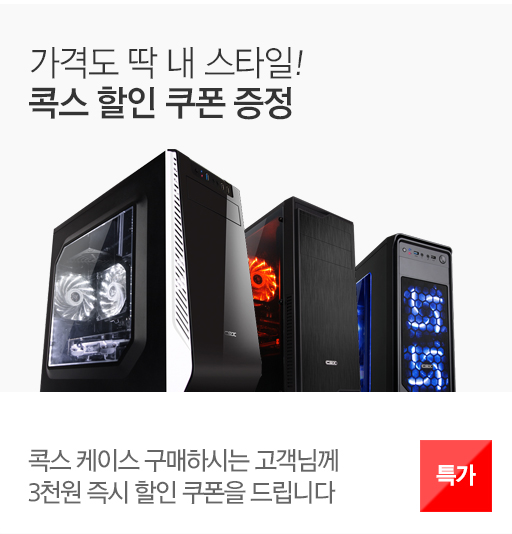 가격도 딱 내 스타일!
콕스 할인 쿠폰 증정
콕스 케이스 구매하시는 고객님께
3천원 즉시 할인 쿠폰을 드립니다
특가